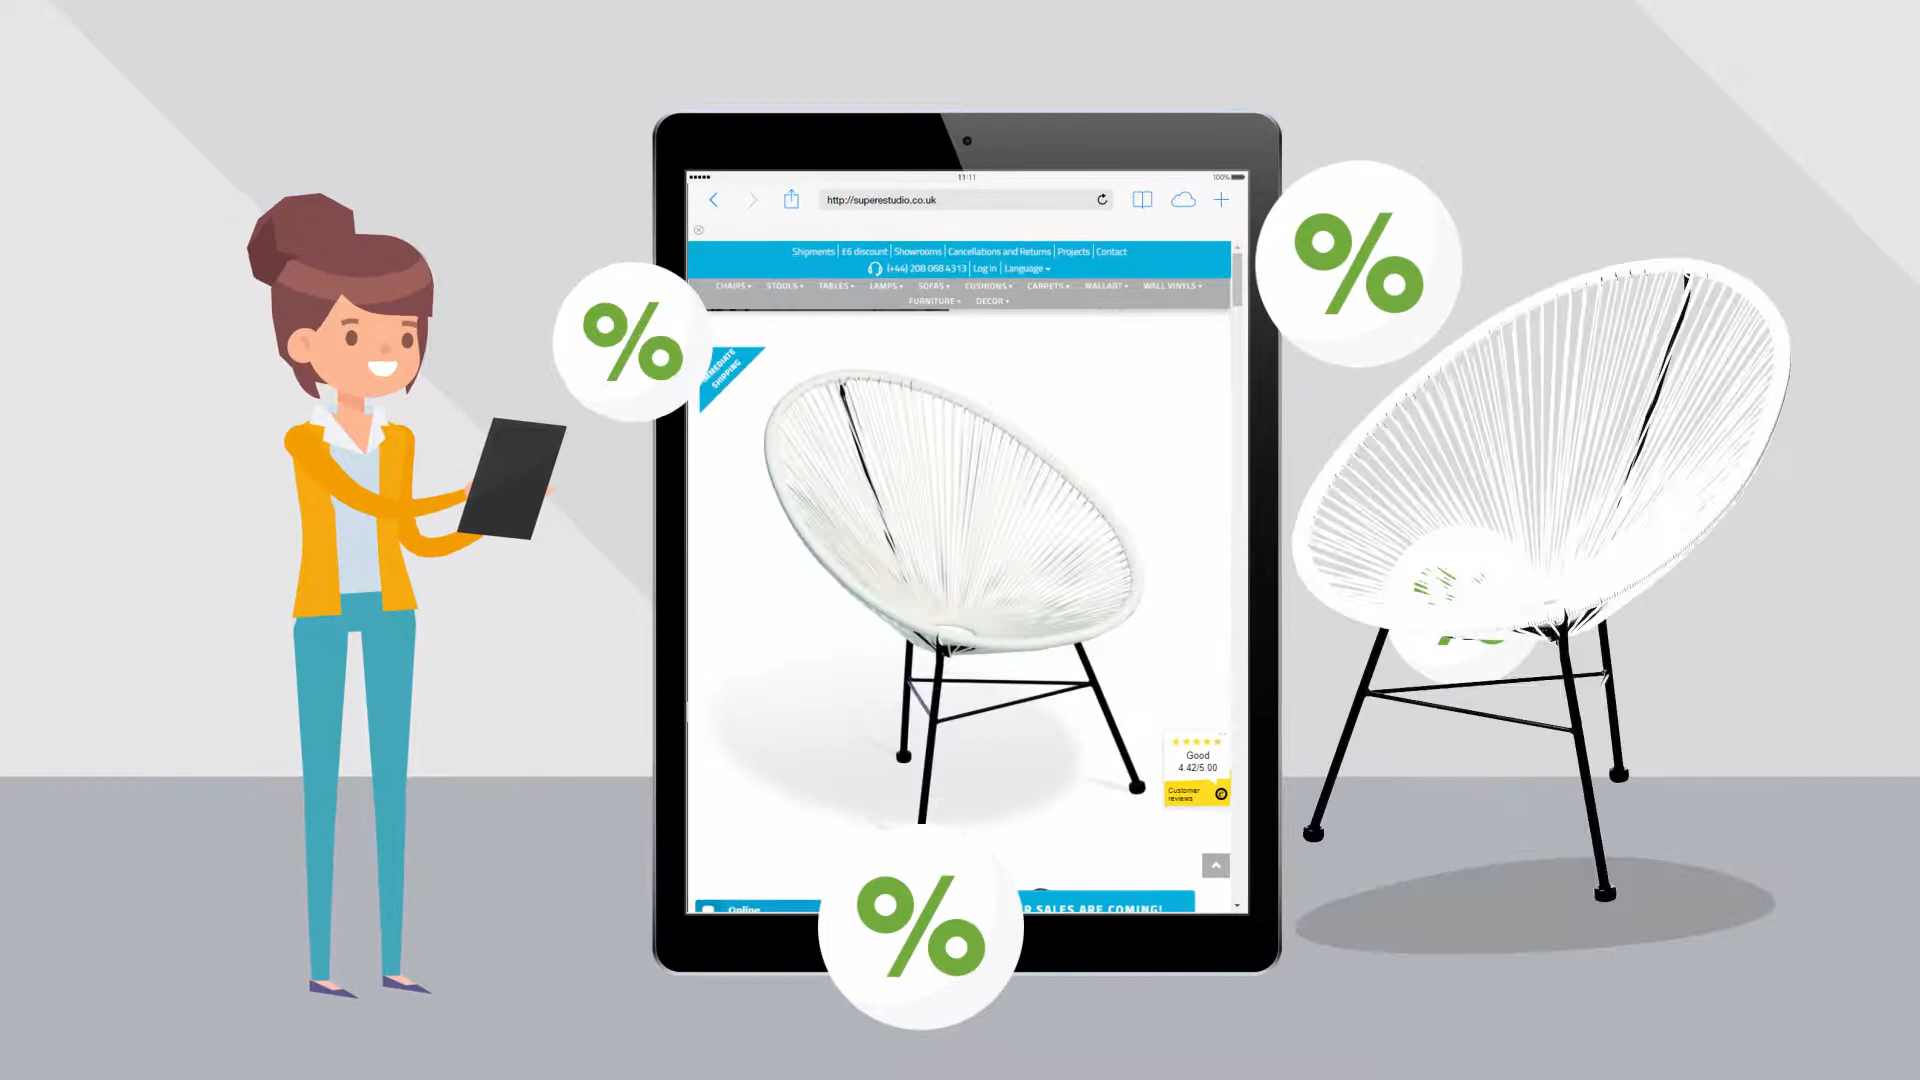 11:11
100%
http://superestudio.co.uk
Shipments | £6 discount | Showrooms | Cancellations and Returns | Projects | Contact
(+44) 208 068 4313 | Log in | Language
CHAIRS STOOLS TABLES LAMPS SOFAS CUSHIONS CARPETS WALLART WALL VINYLS
FURNITURE DECOR
%
%
SHIPPING
%
Good
4.42/5.00
Customer
reviews
Online
SALES ARE COMING!
%